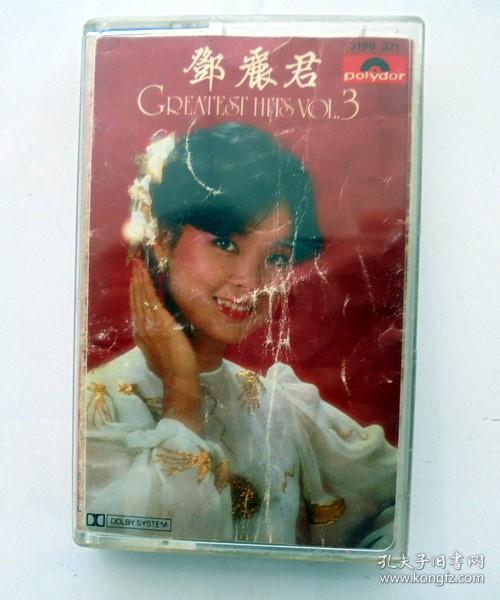 3199 321
polydor
鄧麗君
GREATEST HITS VOL.3
DOLBY SYSTEM
孔夫子旧书网
www.kongfz.com